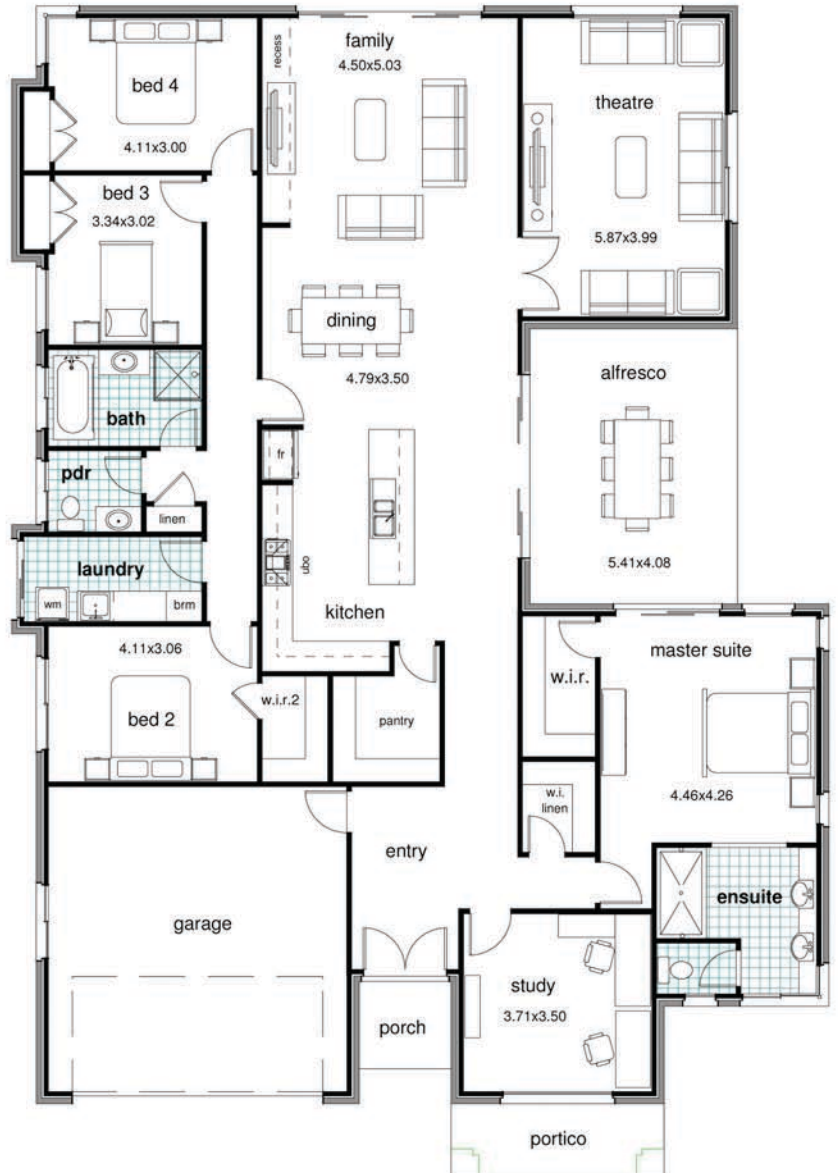 family
4.50x5.03
recess
bed 4
4.11x3.00
theatre
5.87x3.99
bed 3
3.34x3.02
dining
4.79x3.50
alfresco
5.41x4.08
bath
pdr
linen
fr
laundry
wm
brm
ubo
kitchen
4.11x3.06
bed 2
w.i.r.2
pantry
w.i.r.
master suite
4.46x4.26
w.i.
linen
entry
ensuite
garage
study
3.71x3.50
porch
portico